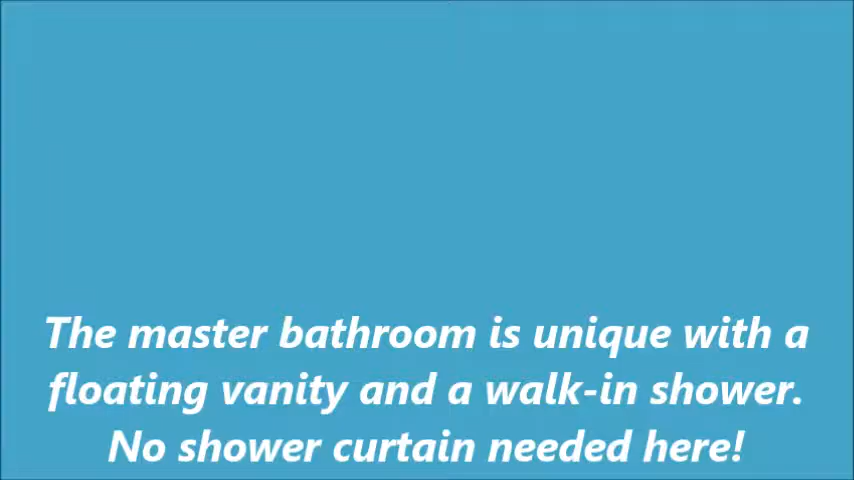 The master bathroom is unique with a
floating vanity and a walk-in shower.
No shower curtain needed here!